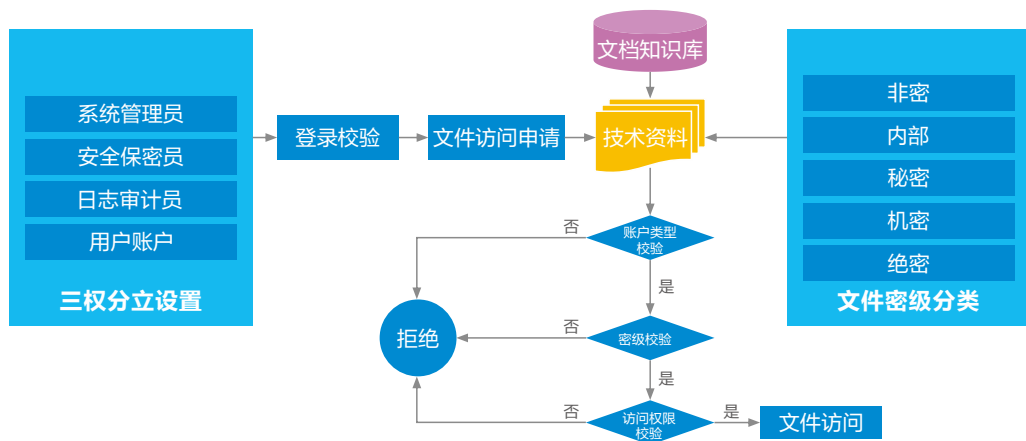 文档知识库
系统管理员
安全保密员
日志审计员
用户账户
三权分立设置
登录校验
文件访问申请
技术资料
非密
内部
秘密
机密
绝密
文件密级分类
账户类型
校验
否
是
密级校验
否
是
拒绝
访问权限
校验
否
是
文件访问